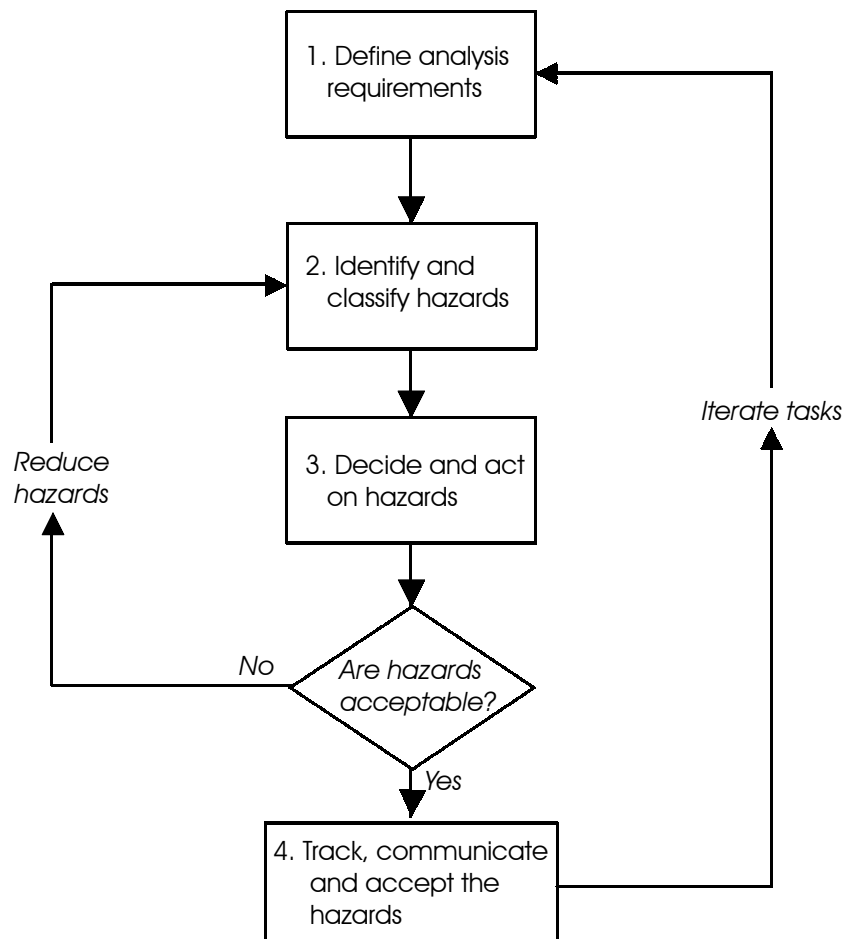 1. Define analysis
requirements
2. Identify and
classify hazards
Iterate tasks
Reduce
hazards
3. Decide and act
on hazards
No
Are hazards
acceptable?
Yes
4. Track, communicate
and accept the
hazards